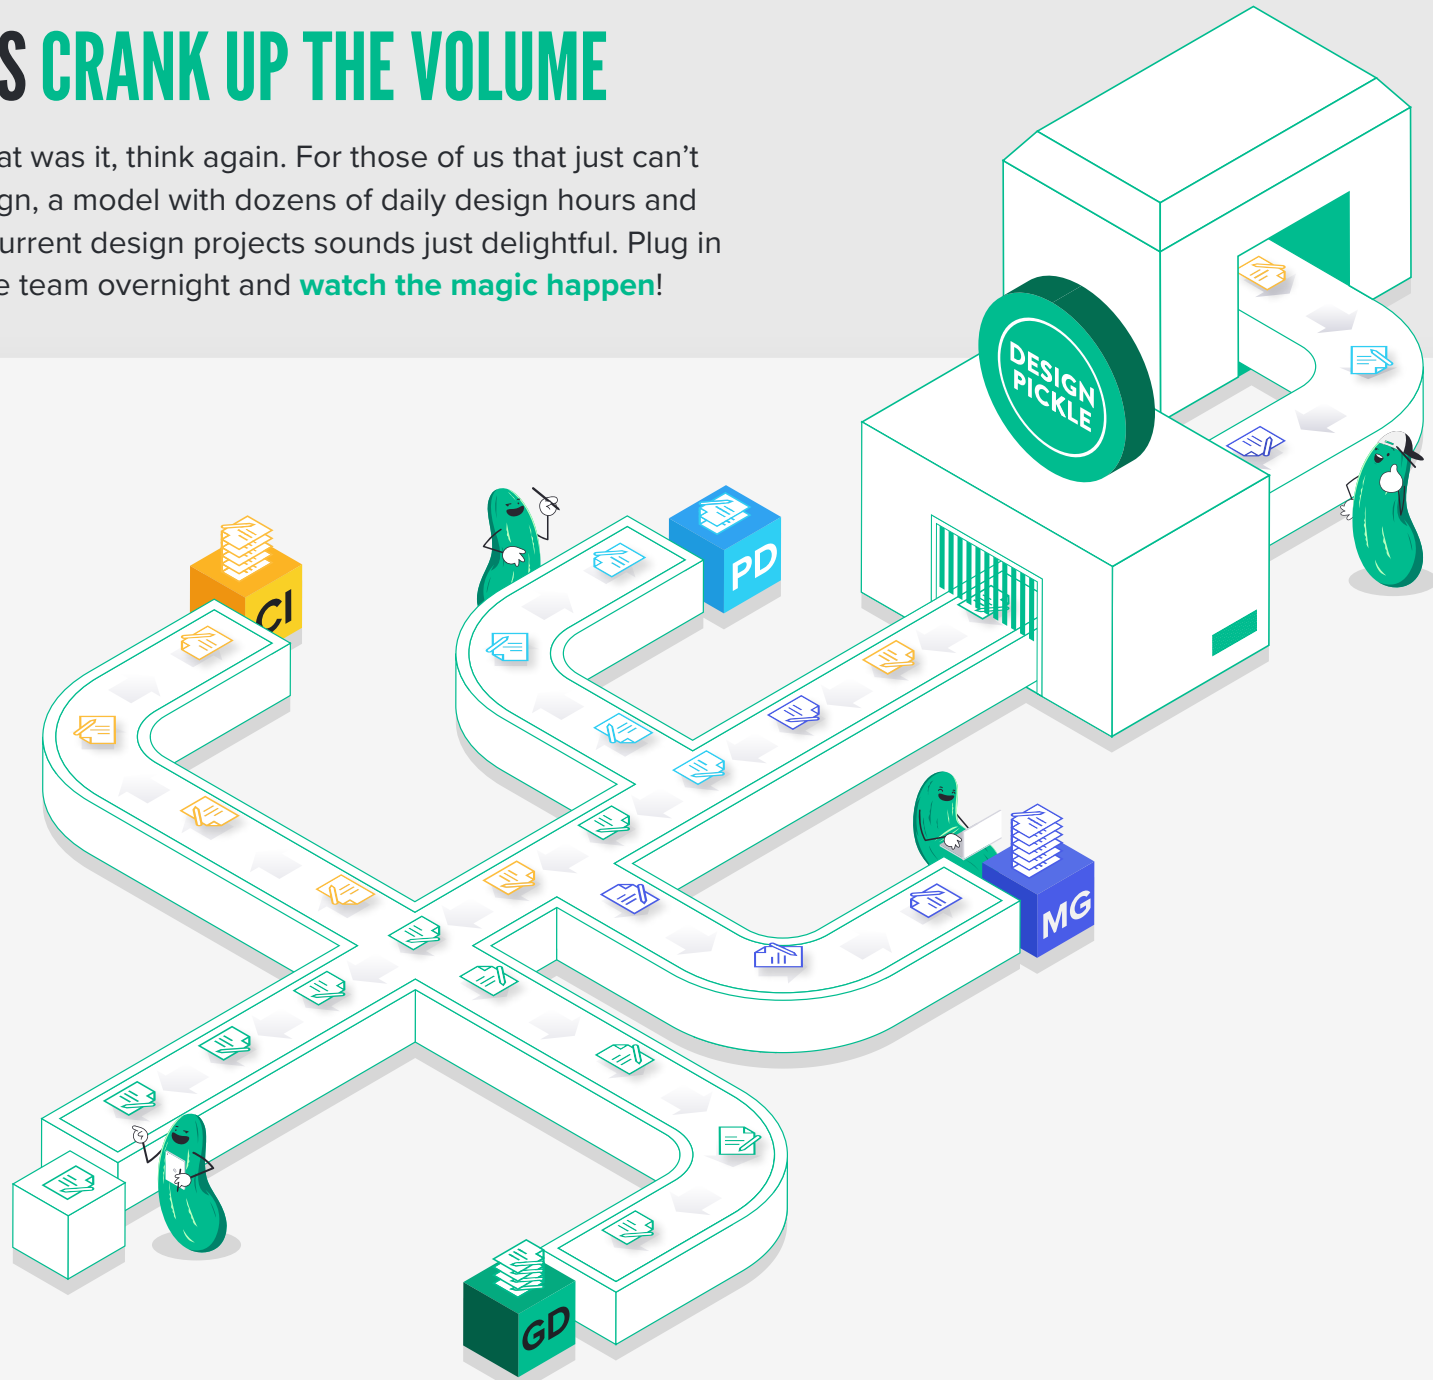 S CRANK UP THE VOLUME
at was it, think again. For those of us that just can’t
gn, a model with dozens of daily design hours and
urrent design projects sounds just delightful. Plug in
e team overnight and watch the magic happen!
DESIGN
PICKLE
PD
CI
MG
GD